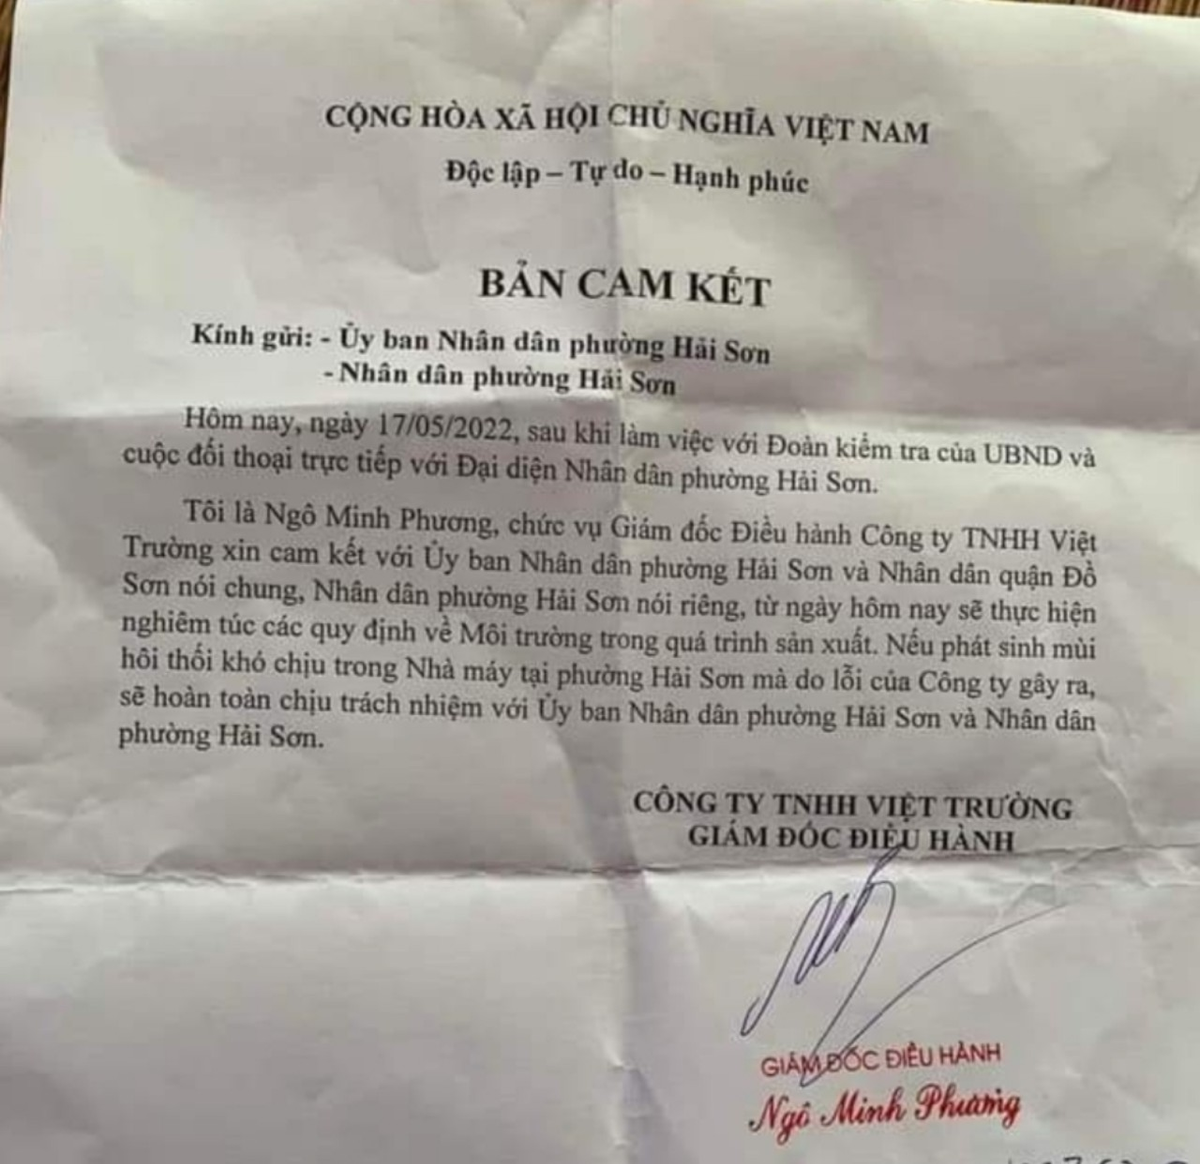 CỘNG HÒA XÃ HỘI CHỦ NGHĨA VIỆT NAM
Độc lập – Tự do – Hạnh phúc
BẢN CAM KẾT
Kính gửi: - Ủy ban Nhân dân phường Hải Sơn
- Nhân dân phường Hải Sơn
Hôm nay, ngày 17/05/2022, sau khi làm việc với Đoàn kiểm tra của UBND và
cuộc đối thoại trực tiếp với Đại diện Nhân dân phường Hải Sơn.
Tôi là Ngô Minh Phương, chức vụ Giám đốc Điều hành Công ty TNHH Việt
Trường xin cam kết với Ủy ban Nhân dân phường Hải Sơn và Nhân dân quận Đồ
Sơn nói chung, Nhân dân phường Hải Sơn nói riêng, từ ngày hôm nay sẽ thực hiện
nghiêm túc các quy định về Môi trường trong quá trình sản xuất. Nếu phát sinh mùi
hôi thối khó chịu trong Nhà máy tại phường Hải Sơn mà do lỗi của Công ty gây ra,
sẽ hoàn toàn chịu trách nhiệm với Ủy ban Nhân dân phường Hải Sơn và Nhân dân
phường Hải Sơn.
CÔNG TY TNHH VIỆT TRƯỜNG
GIÁM ĐỐC ĐIỀU HÀNH
GIÁM ĐỐC ĐIỀU HÀNH
Ngô Minh Phương